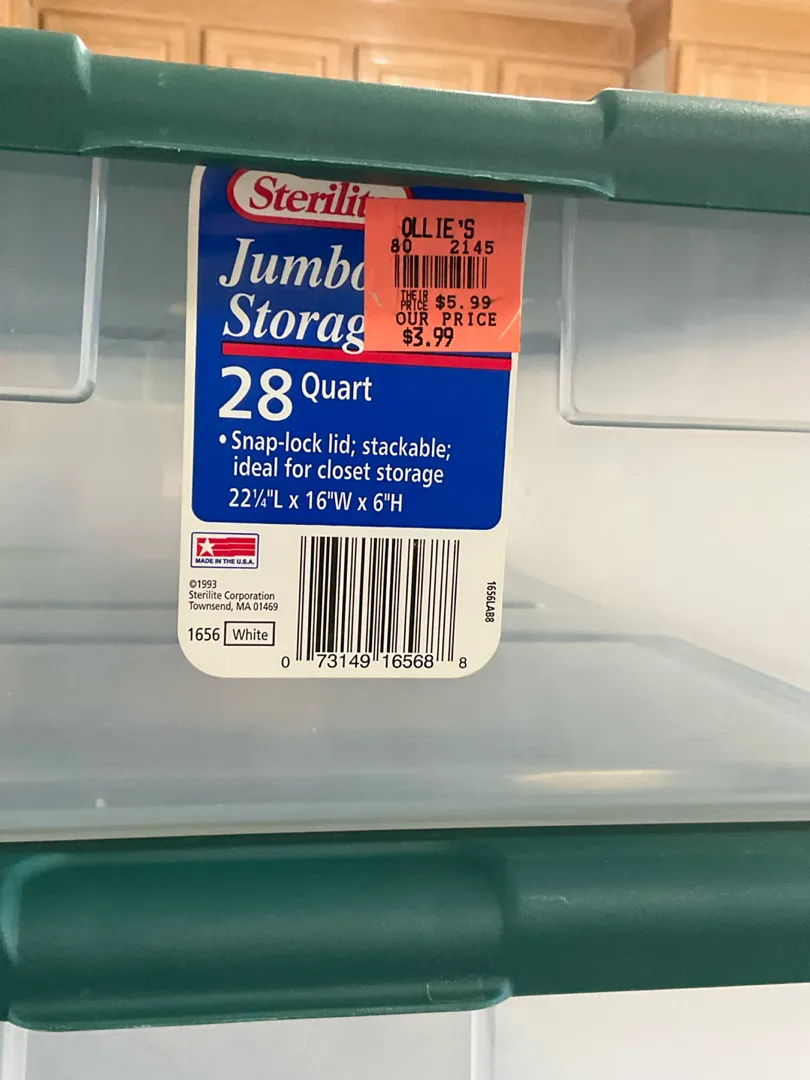 Sterilite
Jumbo
Storag
OLLIE'S
80 2145
THEIR
PRICE $5.99
OUR PRICE
$3.99
28 Quart
• Snap-lock lid; stackable;
ideal for closet storage
22¼"L x 16"W x 6"H
MADE IN THE U.S.A.
©1993
Sterilite Corporation
Townsend, MA 01469
1656 White
0 73149 16568 8
1656LAB8